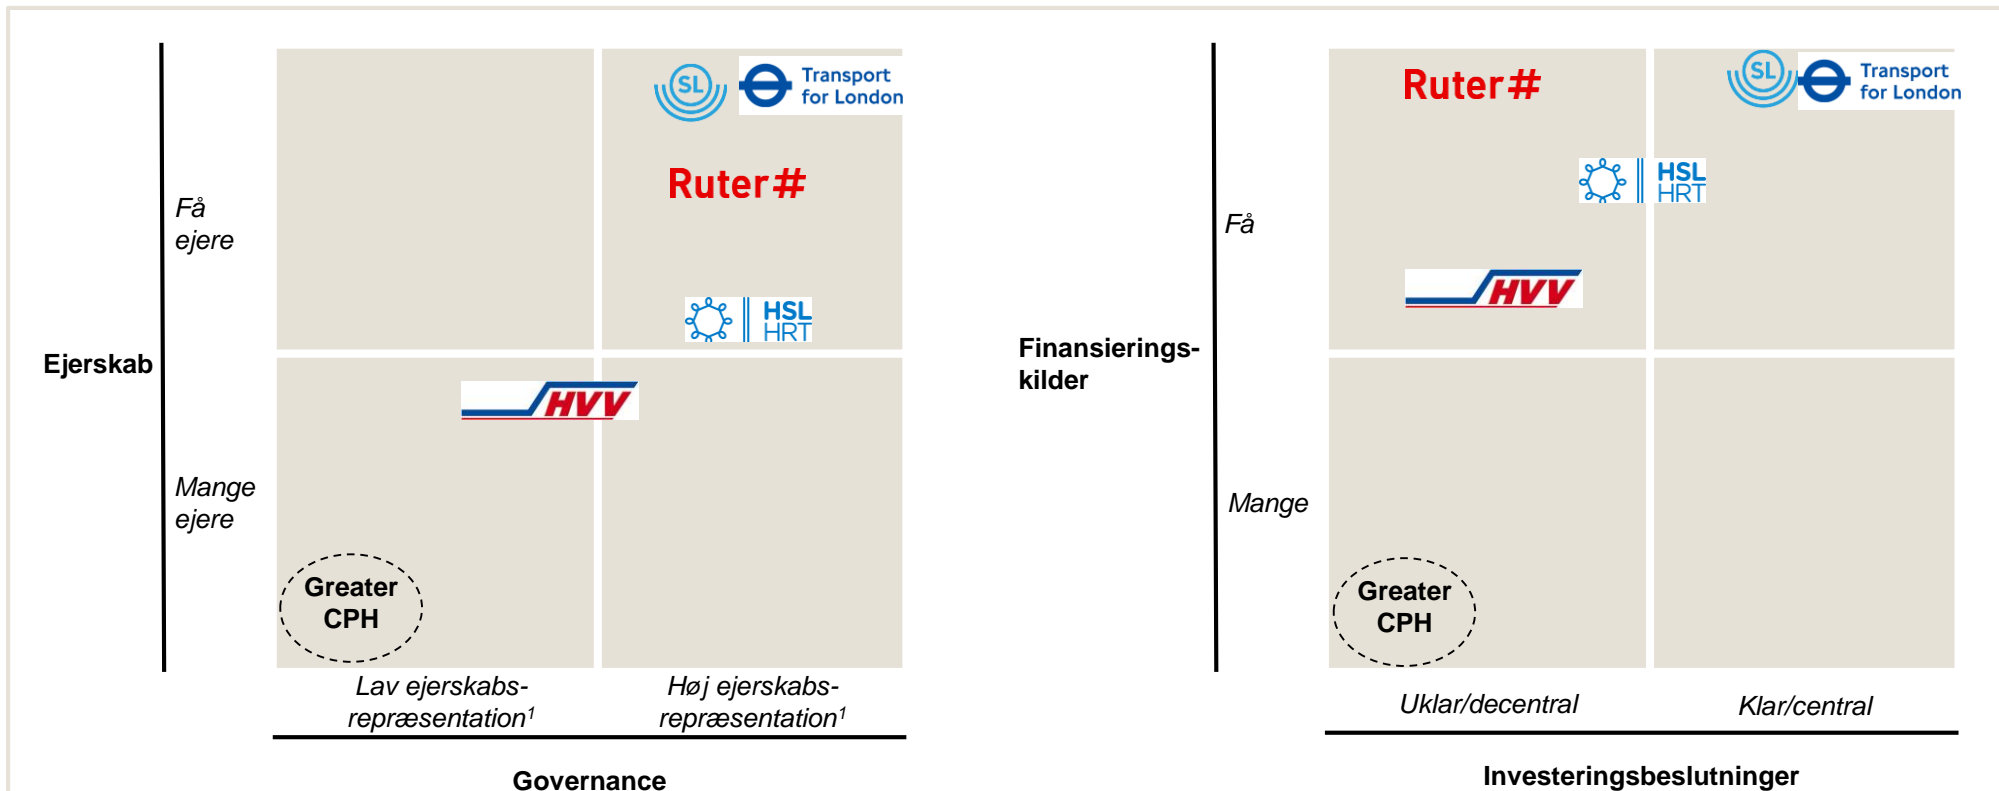 SL
Transport
for London
Ruter#
Få
ejere
HSL
HRT
Ejerskab
HVV
Mange
ejere
Greater
CPH
Lav ejerskabs-
repræsentation¹
Høj ejerskabs-
repræsentation¹
Governance
Ruter#
SL
Transport
for London
HSL
HRT
Få
HVV
Finansierings-
kilder
Mange
Greater
CPH
Uklar/decentral
Klar/central
Investeringsbeslutninger